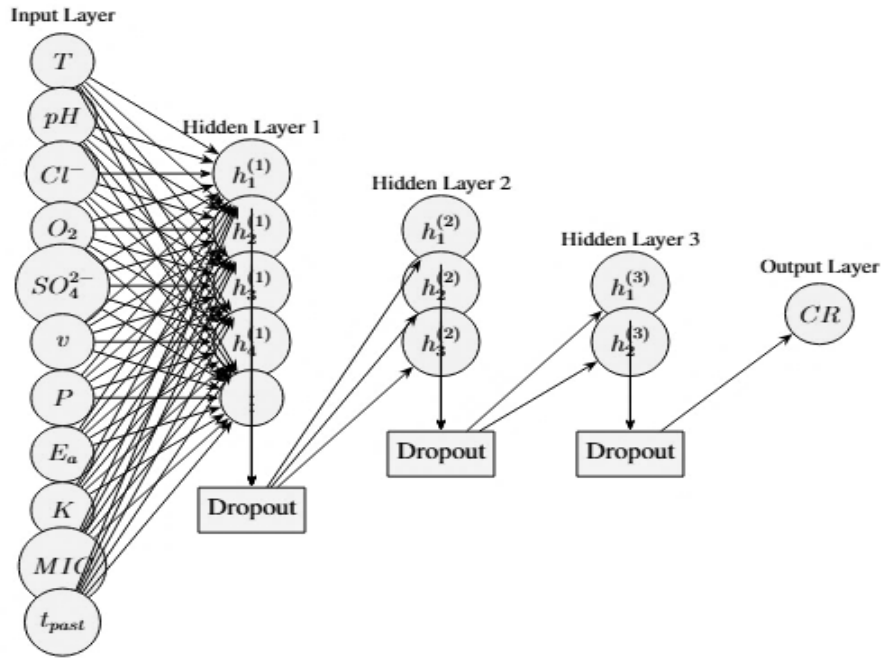 Input Layer
T
pH
Cl⁻
O₂
SO₄²⁻
v
P
Eₐ
K
MIC
t_past
Hidden Layer 1
h₁⁽¹⁾
h₂⁽¹⁾
h₃⁽¹⁾
h₄⁽¹⁾
⋮
Dropout
Hidden Layer 2
h₁⁽²⁾
h₂⁽²⁾
h₃⁽²⁾
Dropout
Hidden Layer 3
h₁⁽³⁾
h₂⁽³⁾
Dropout
Output Layer
CR